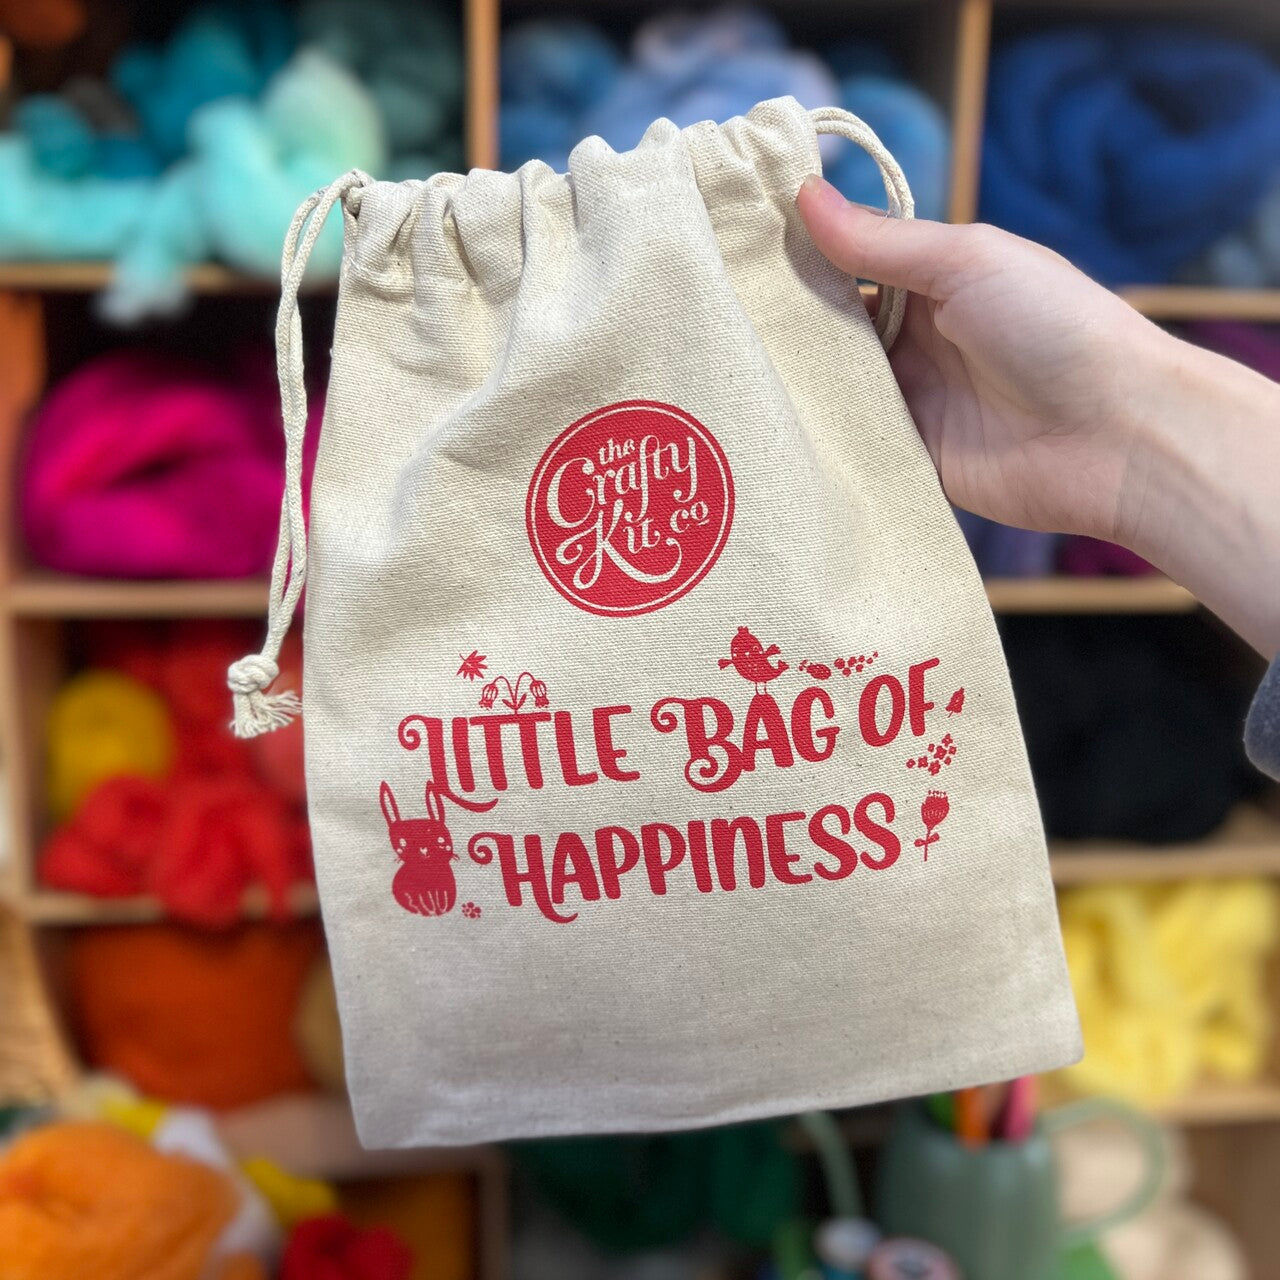 the
Crafty
Kit Co
LITTLE BAG OF
HAPPINESS